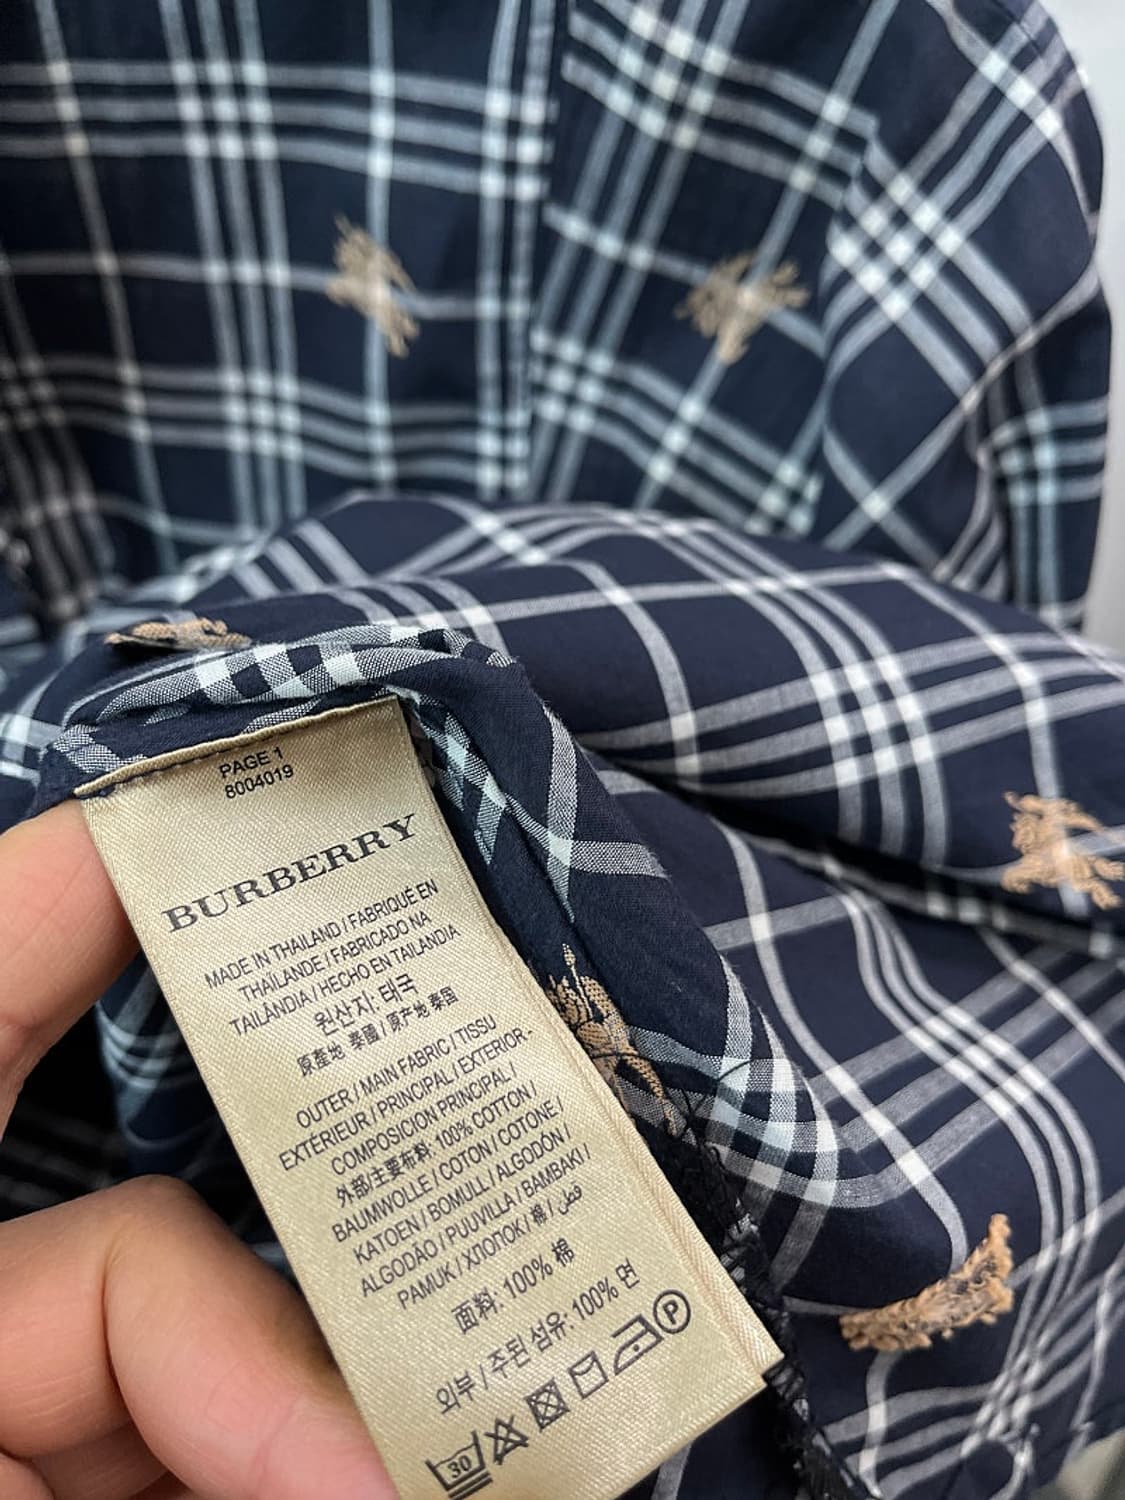 PAGE 1
8004019
BURBERRY
MADE IN THAILAND / FABRIQUÉ EN
THAÏLANDE / FABRICADO NA
TAILÂNDIA / HECHO EN TAILANDIA
원산지: 태국
原產地 泰國 / 原产地 泰国
OUTER / MAIN FABRIC / TISSU
EXTÉRIEUR / PRINCIPAL / EXTERIOR-
COMPOSICION PRINCIPAL /
外部/主要布料: 100% COTTON /
BAUMWOLLE / COTON / COTONE /
KATOEN / BOMULL / ALGODÓN /
ALGODÃO / PUUVILLA / BAMBAKI /
PAMUK / ХЛОПОК / 棉 / قطن
面料: 100% 棉
외부 / 주된 섬유: 100% 면
30
P